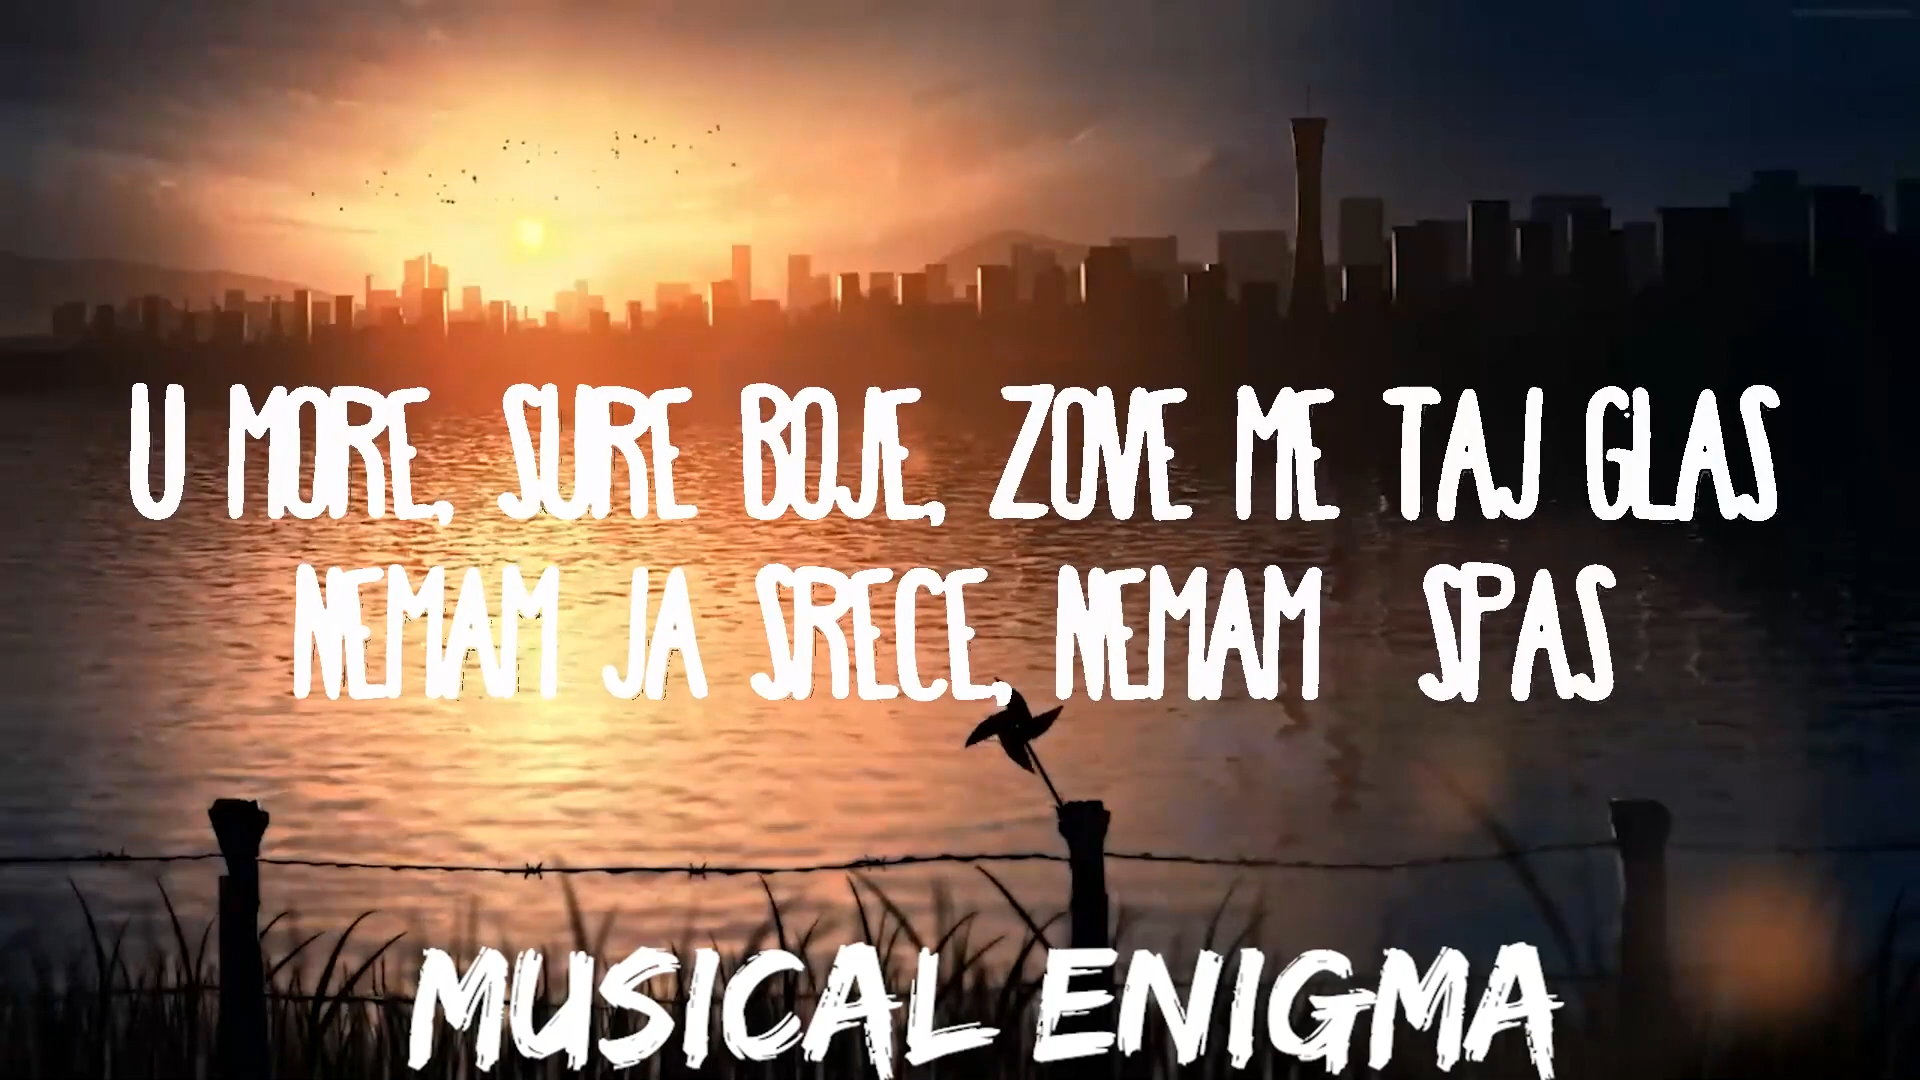 U MORE, SURE BOJE, ZOVE ME TAJ GLAS
NEMAM JA SRECE, NEMAM SPAS
MUSICAL ENIGMA